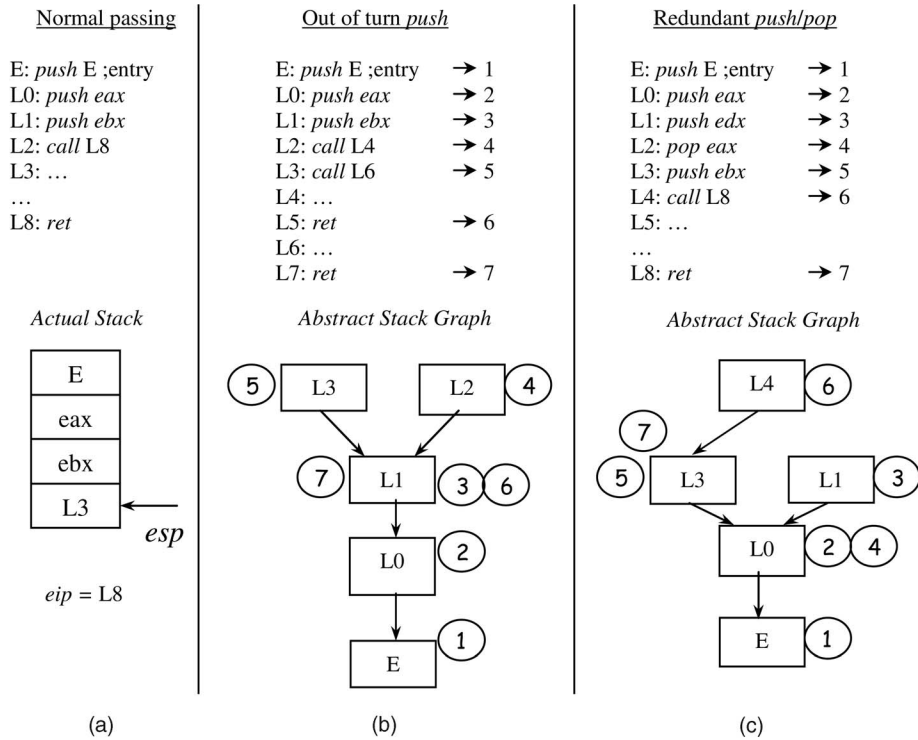 Normal passing
E: push E ;entry
L0: push eax
L1: push ebx
L2: call L8
L3: …
…
L8: ret
Actual Stack
E
eax
ebx
L3
esp
eip = L8
(a)
Out of turn push
E: push E ;entry → 1
L0: push eax → 2
L1: push ebx → 3
L2: call L4 → 4
L3: call L6 → 5
L4: …
L5: ret → 6
L6: …
L7: ret → 7
Abstract Stack Graph
5 L3 L2 4
7 L1 3 6
L0 2
E 1
(b)
Redundant push/pop
E: push E ;entry → 1
L0: push eax → 2
L1: push edx → 3
L2: pop eax → 4
L3: push ebx → 5
L4: call L8 → 6
L5: …
…
L8: ret → 7
Abstract Stack Graph
L4 6
7
5 L3 L1 3
L0 2 4
E 1
(c)